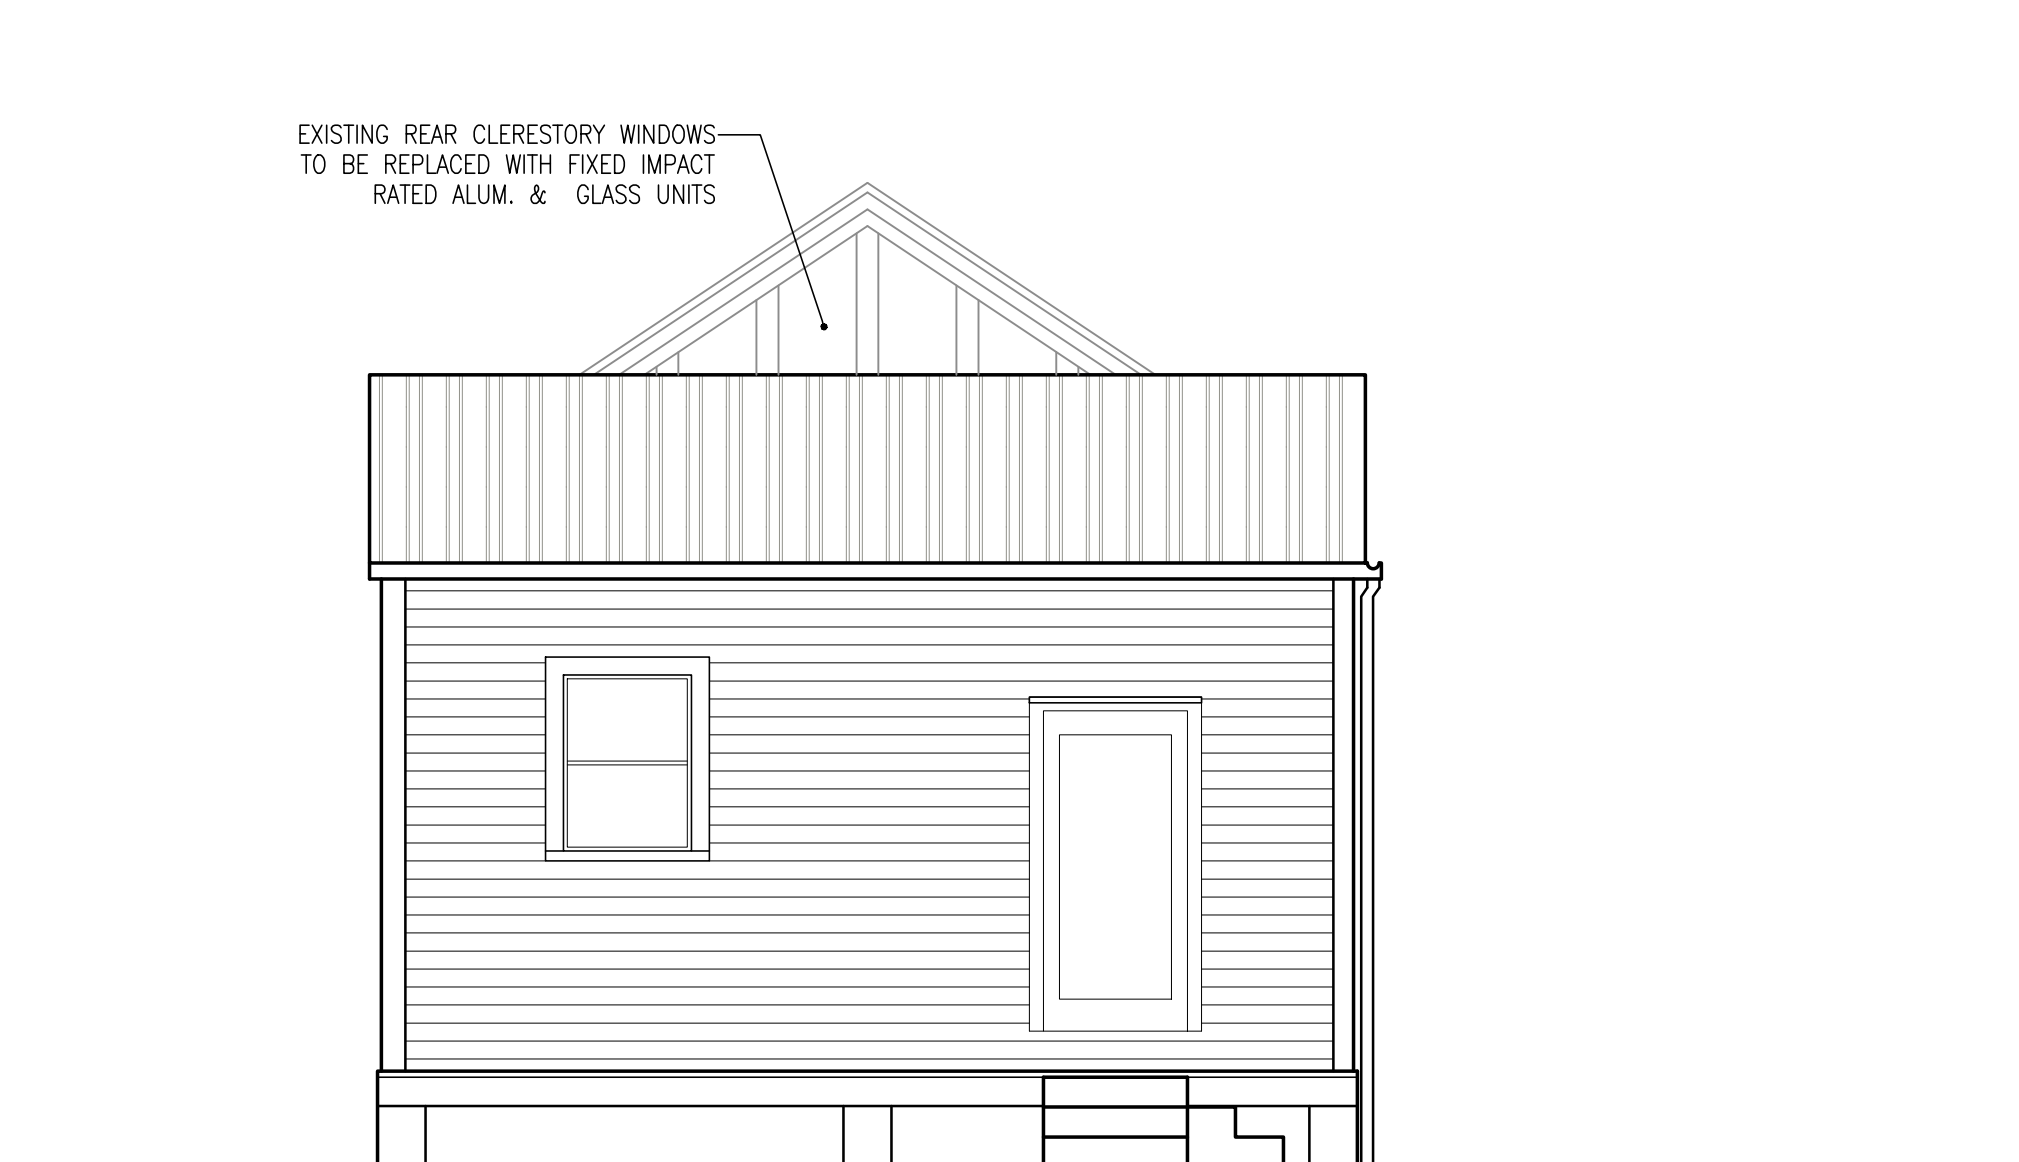 EXISTING REAR CLERESTORY WINDOWS
TO BE REPLACED WITH FIXED IMPACT
RATED ALUM. & GLASS UNITS